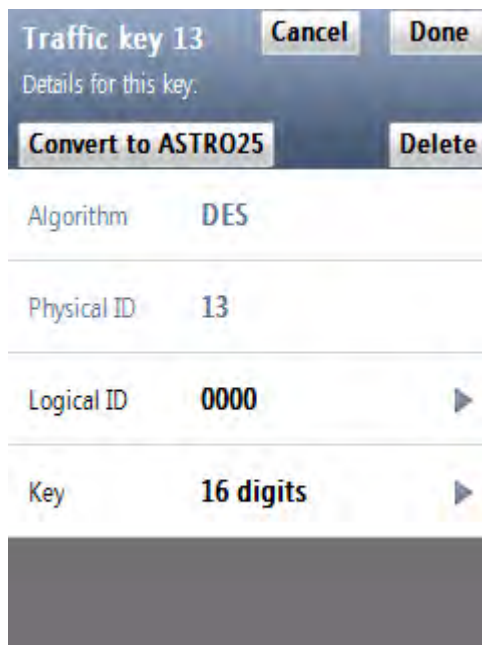 Traffic key 13 Cancel Done
Details for this key.
Convert to ASTRO25 Delete
Algorithm DES
Physical ID 13
Logical ID 0000
Key 16 digits